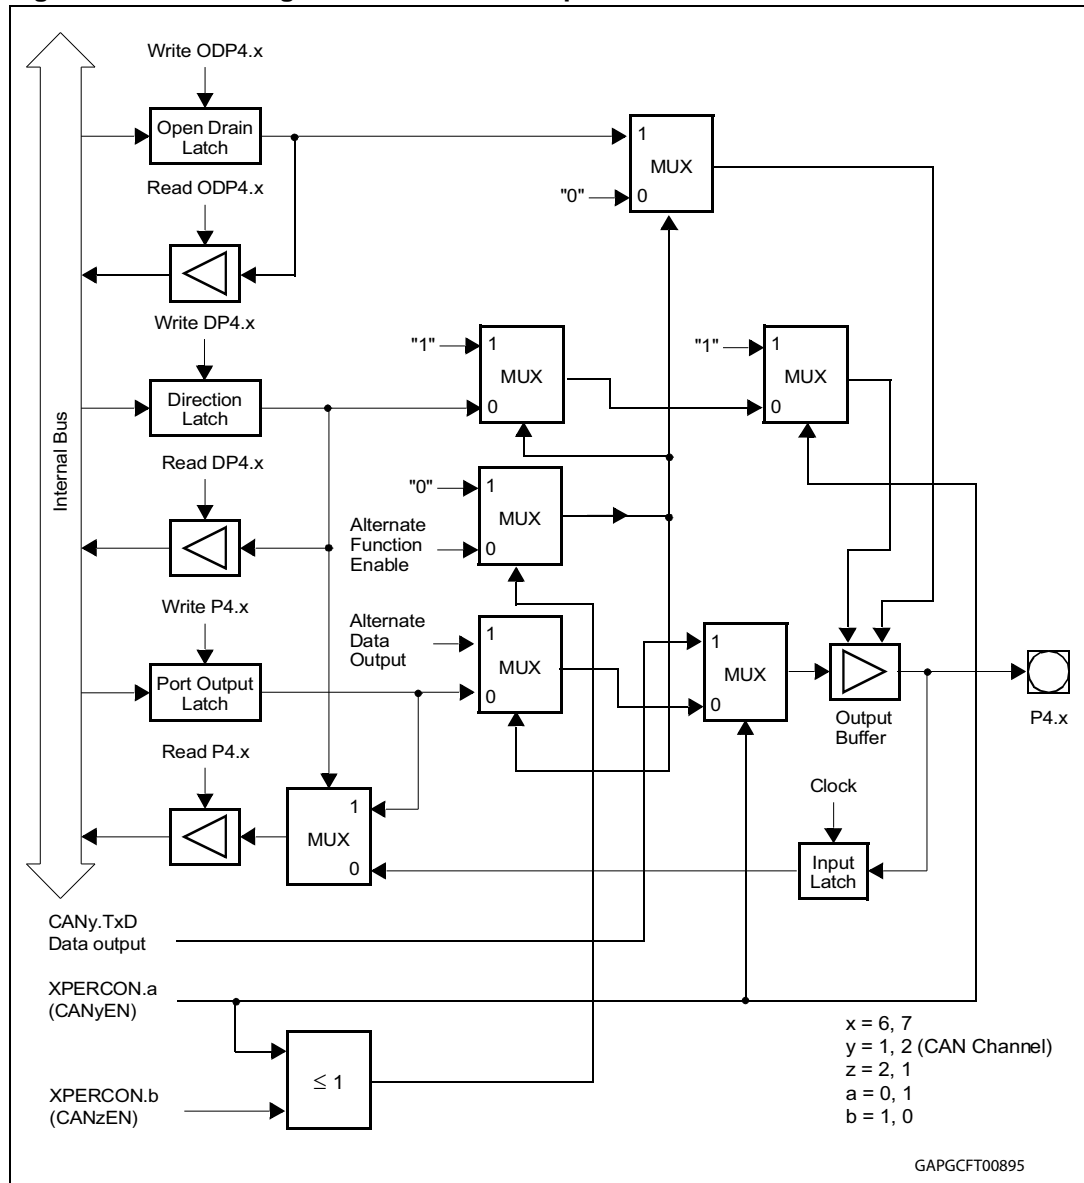 Write ODP4.x
Open Drain
Latch
1
MUX
"0"
0
Read ODP4.x
Write DP4.x
"1"
1
MUX
0
"1"
1
MUX
0
Direction
Latch
Internal Bus
Read DP4.x
"0"
1
MUX
0
Alternate
Function
Enable
Write P4.x
Alternate
Data
Output
1
MUX
0
1
MUX
0
Port Output
Latch
Output
Buffer
P4.x
Read P4.x
Clock
1
MUX
0
Input
Latch
CANy.TxD
Data output
XPERCON.a
(CANyEN)
≤ 1
XPERCON.b
(CANzEN)
x = 6, 7
y = 1, 2 (CAN Channel)
z = 2, 1
a = 0, 1
b = 1, 0
GAPGCFT00895